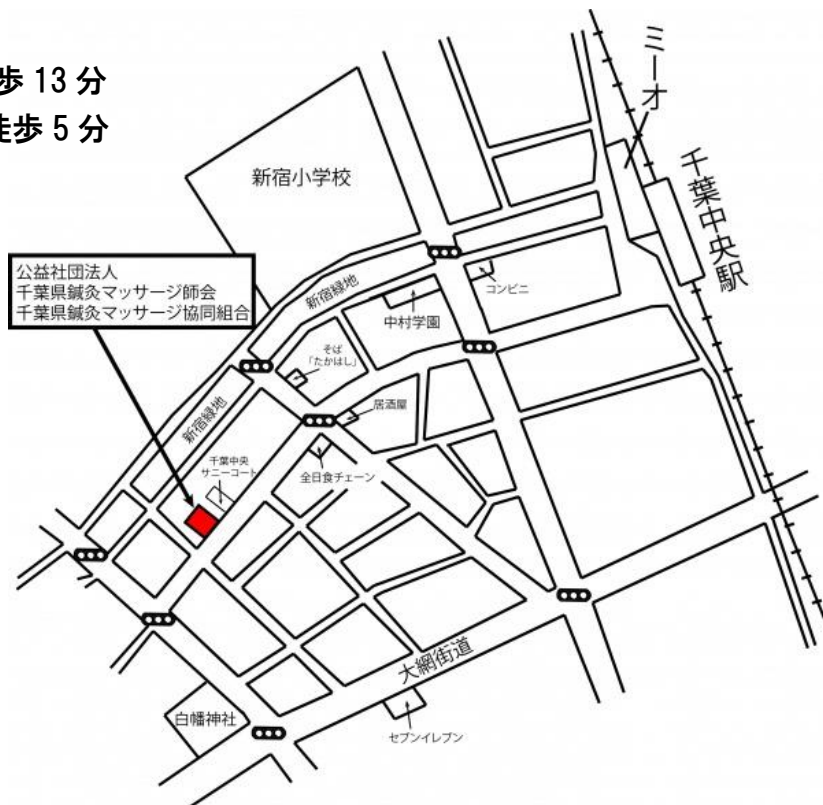 歩 13 分
徒歩 5 分
ミーオ
千葉中央駅
新宿小学校
公益社団法人
千葉県鍼灸マッサージ師会
千葉県鍼灸マッサージ協同組合
新宿緑地
コンビニ
中村学園
そば
「たかはし」
居酒屋
新宿緑地
千葉中央
サニーコート
全日食チェーン
大網街道
白幡神社
セブンイレブン